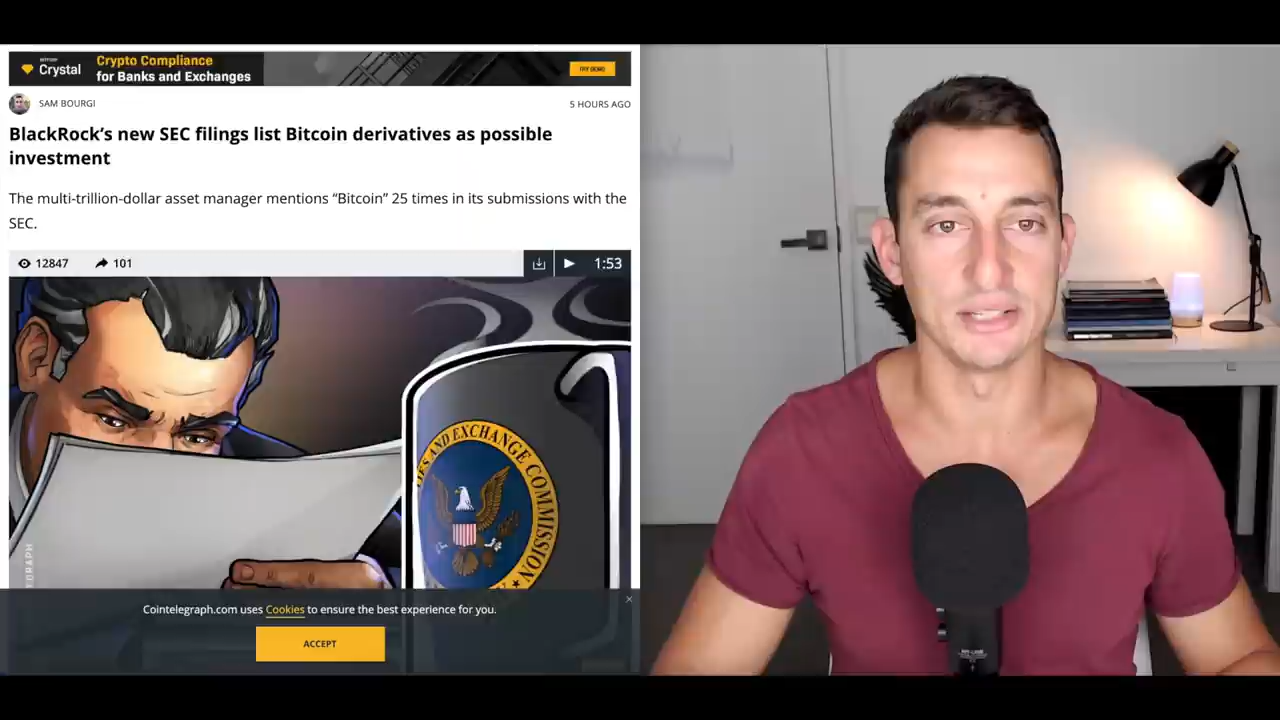 Crystal
Crypto Compliance
for Banks and Exchanges
TRY DEMO
SAM BOURGI
5 HOURS AGO
BlackRock’s new SEC filings list Bitcoin derivatives as possible
investment
The multi-trillion-dollar asset manager mentions “Bitcoin” 25 times in its submissions with the
SEC.
12847
101
1:53
IES AND EXCHANGE COMMISSION
Cointelegraph.com uses Cookies to ensure the best experience for you.
ACCEPT